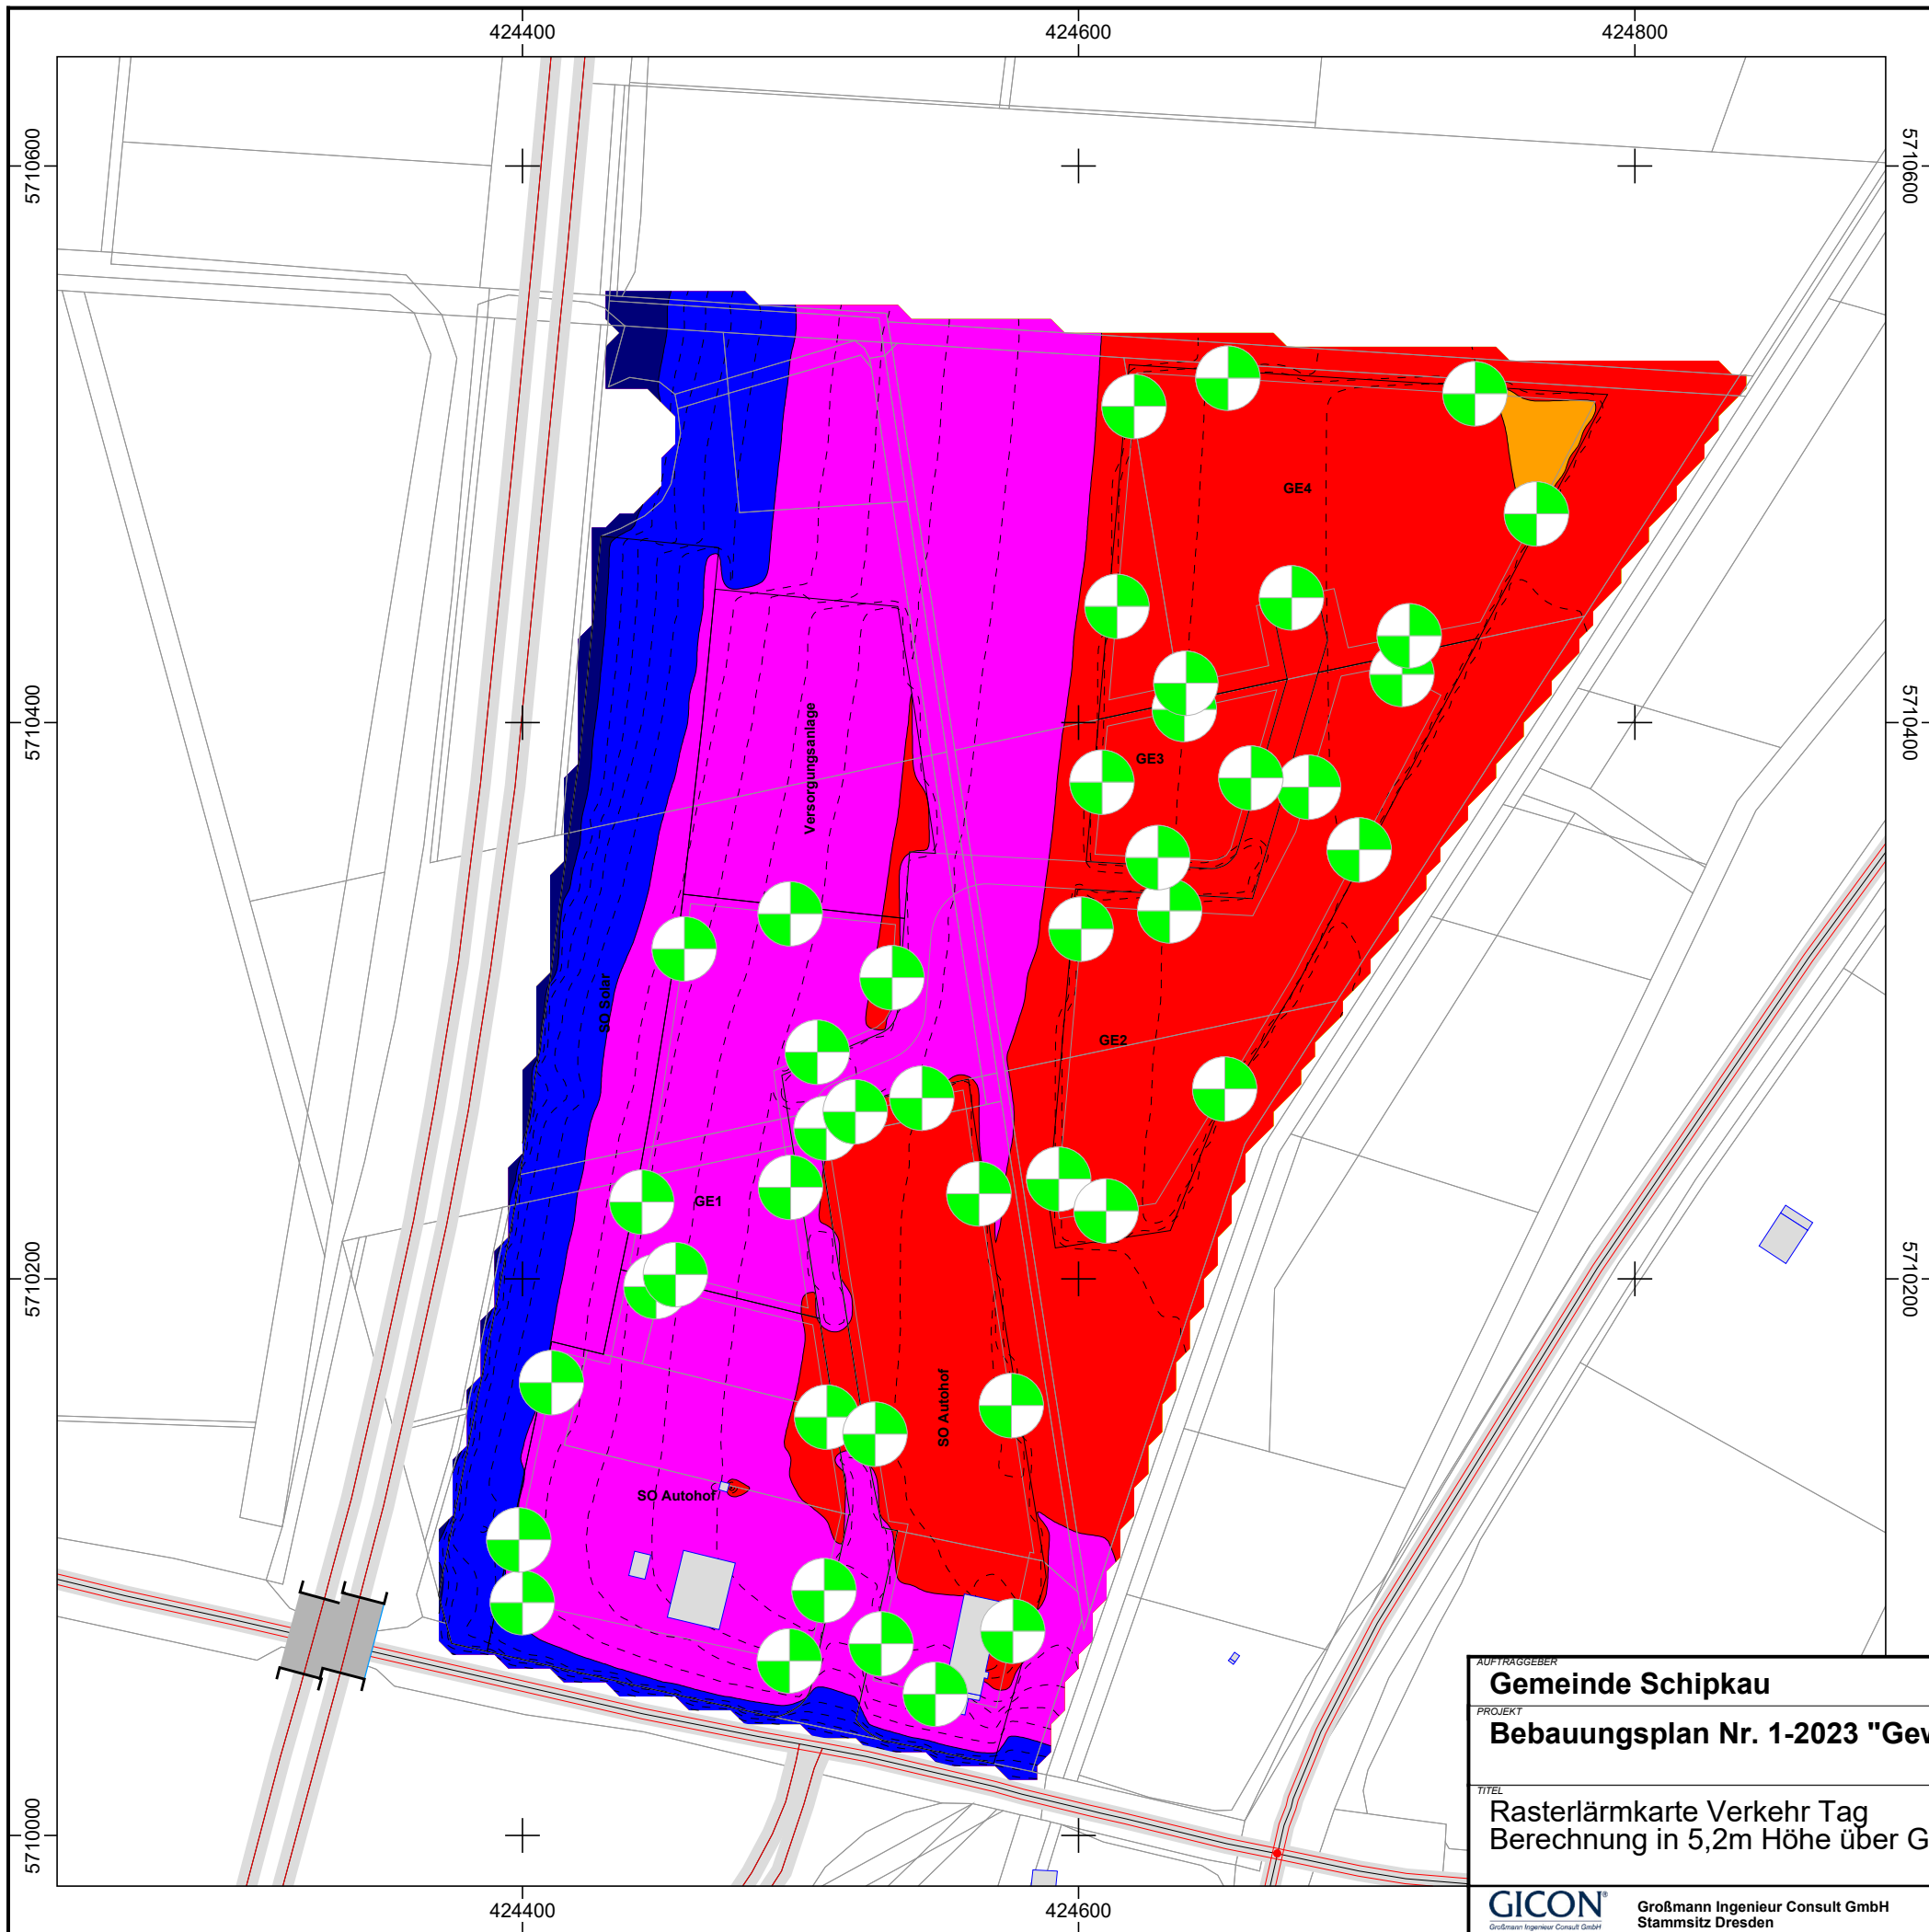 424400
424600
424800
5710600
5710600
GE4
5710400
Versorgungsanlage
GE3
5710400
SO Solar
GE2
GE1
5710200
5710200
SO Autohof
SO Autohof
5710000
AUFTRAGGEBER
Gemeinde Schipkau
PROJEKT
Bebauungsplan Nr. 1-2023 "Gew
TITEL
Rasterlärmkarte Verkehr Tag
Berechnung in 5,2m Höhe über G
GICON®
Großmann Ingenieur Consult GmbH
Großmann Ingenieur Consult GmbH
Stammsitz Dresden
424400
424600